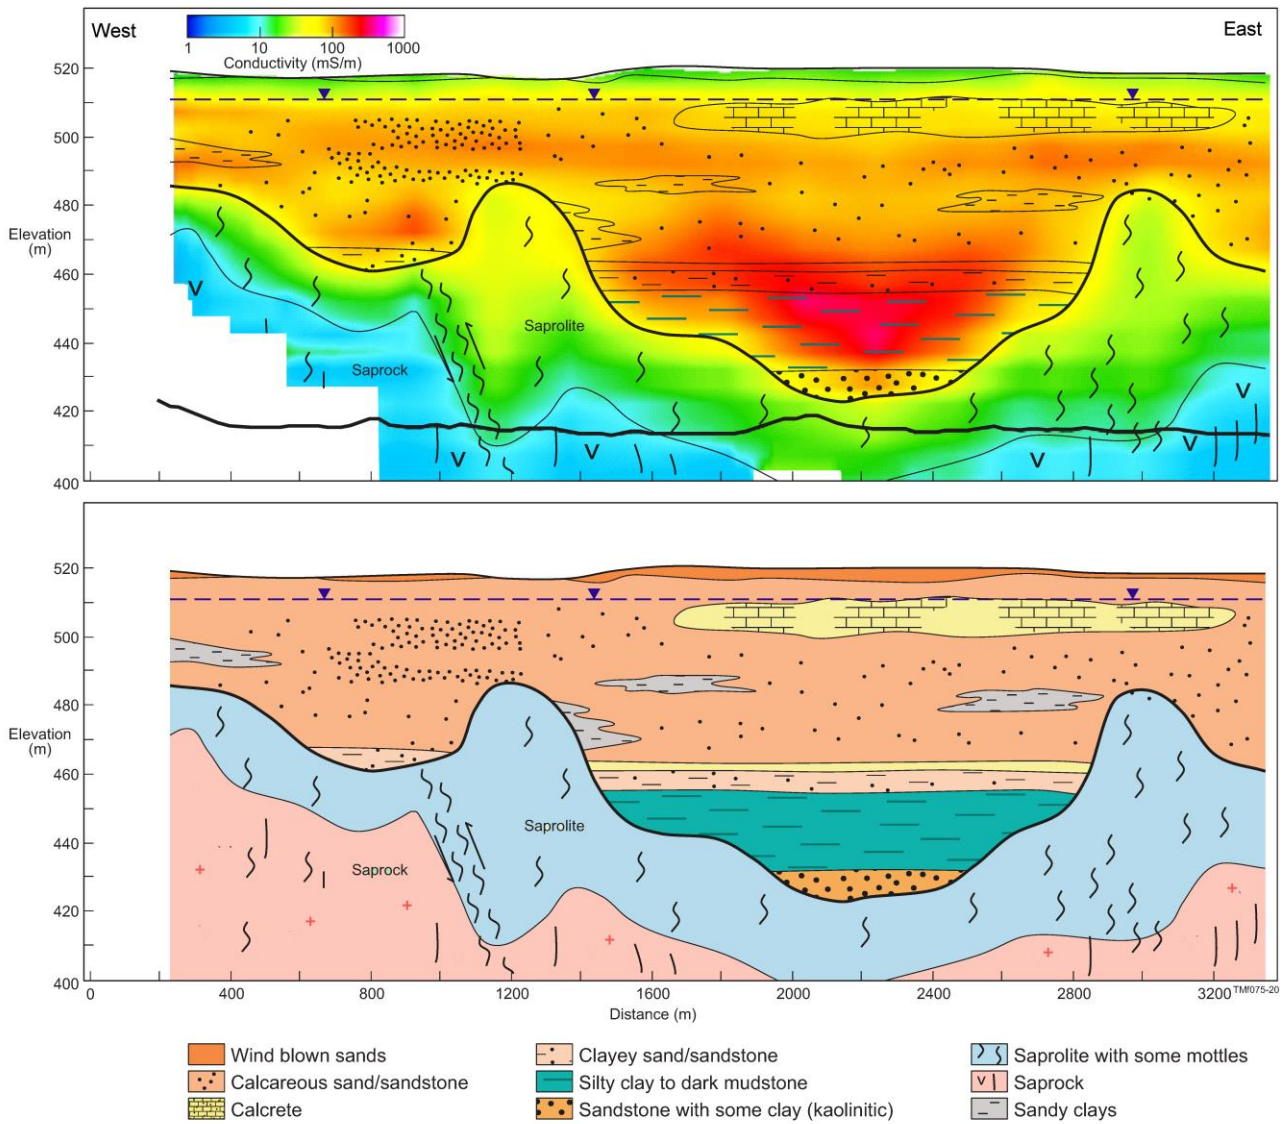 West
East
1
10
100
1000
Conductivity (mS/m)
520
500
480
Elevation
(m)
460
440
420
400
Saprolite
Saprock
V
V
V
V
V
V
520
500
480
Elevation
(m)
460
440
420
400
Saprolite
Saprock
0
400
800
1200
1600
2000
2400
2800
3200
TMf075-20
Distance (m)
Wind blown sands
Clayey sand/sandstone
Saprolite with some mottles
Calcareous sand/sandstone
Silty clay to dark mudstone
V
Saprock
Calcrete
Sandstone with some clay (kaolinitic)
Sandy clays